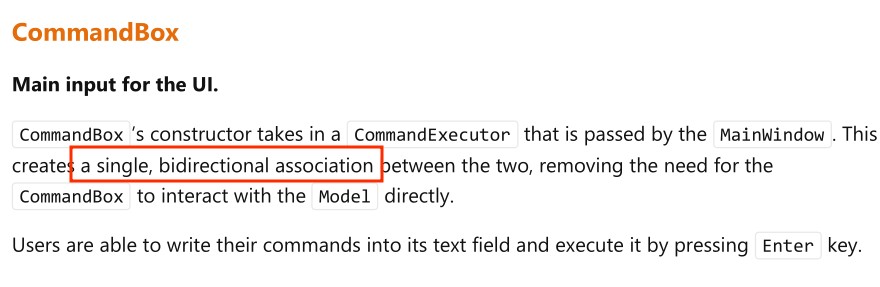 CommandBox
Main input for the UI.
CommandBox's constructor takes in a CommandExecutor that is passed by the MainWindow. This
creates a single, bidirectional association between the two, removing the need for the
CommandBox to interact with the Model directly.
Users are able to write their commands into its text field and execute it by pressing Enter key.